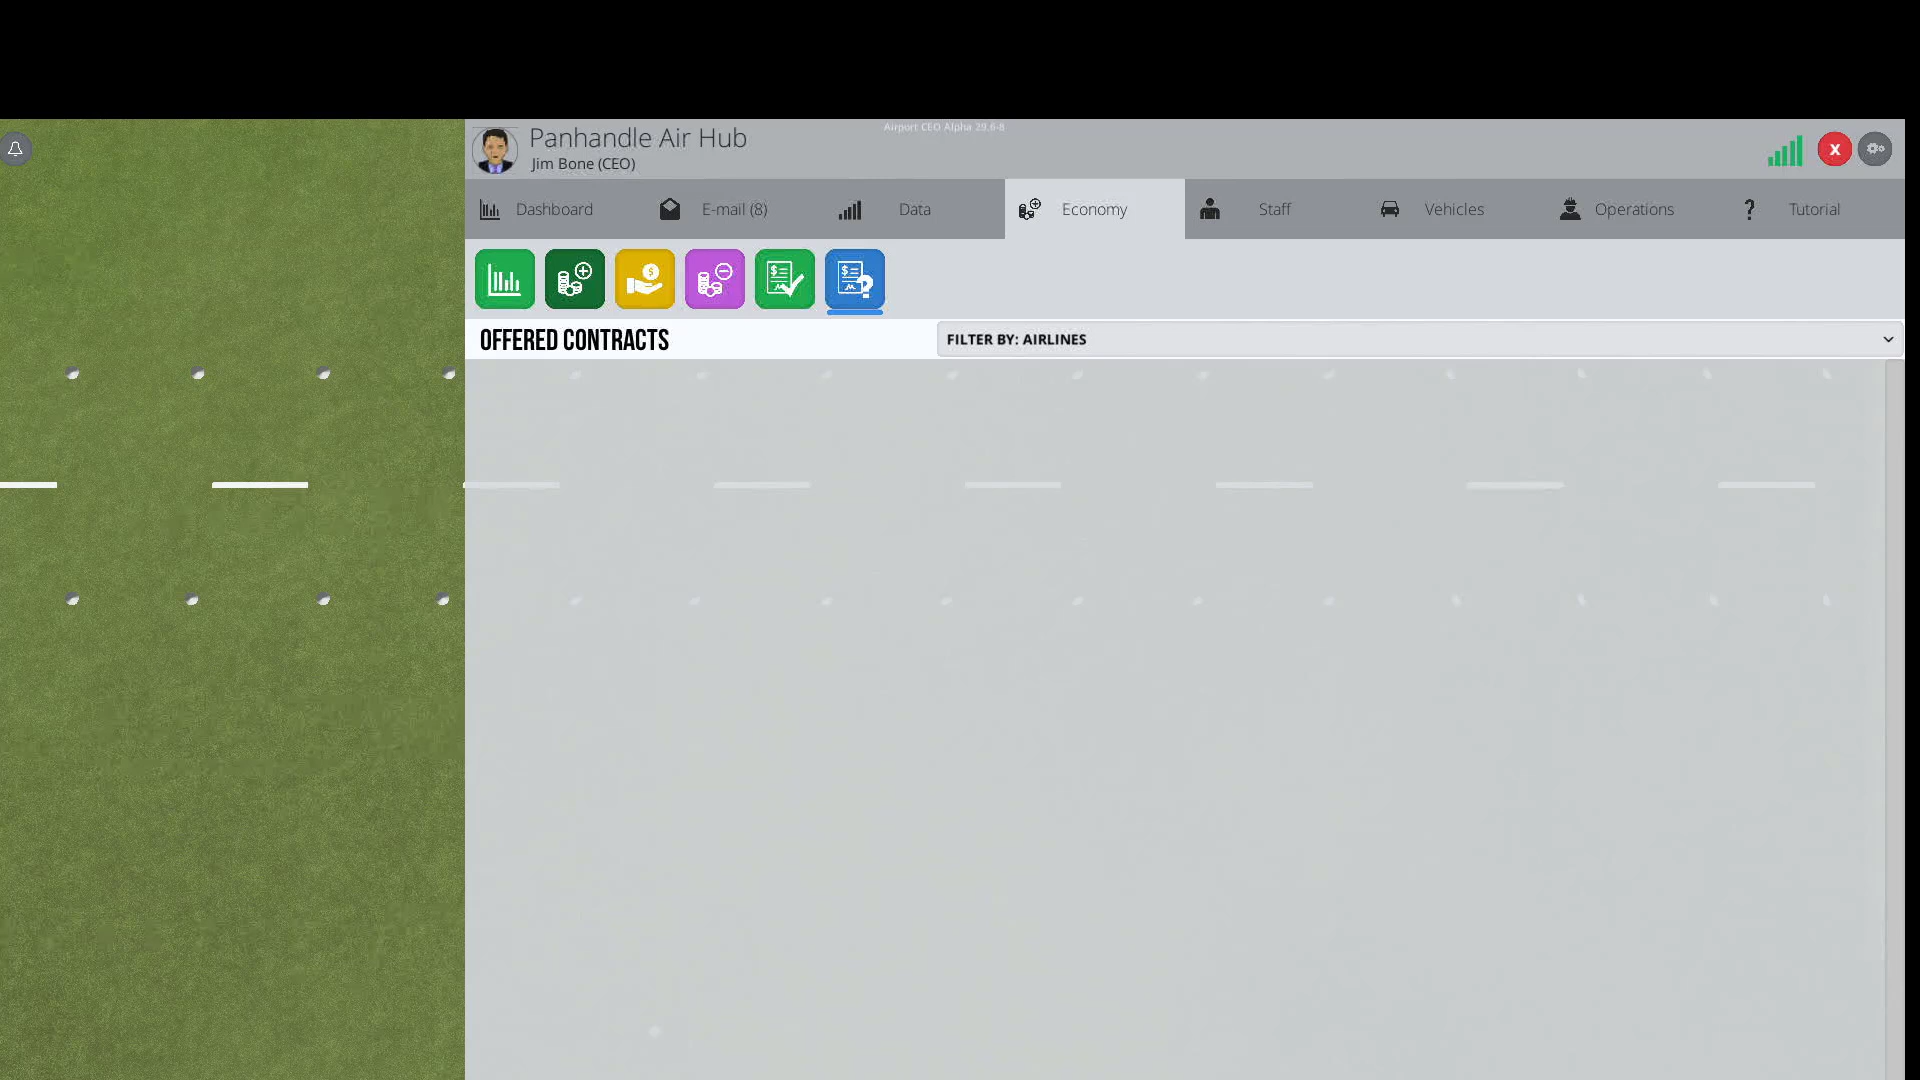 Airport CEO Alpha 29.6-8
Panhandle Air Hub
Jim Bone (CEO)
X
Dashboard
E-mail (8)
Data
Economy
Staff
Vehicles
Operations
Tutorial
OFFERED CONTRACTS
FILTER BY: AIRLINES